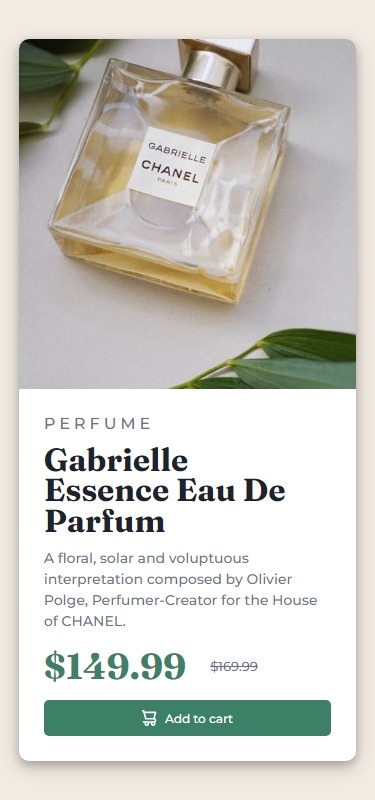 GABRIELLE
CHANEL
PARIS
PERFUME
Gabrielle
Essence Eau De
Parfum
A floral, solar and voluptuous
interpretation composed by Olivier
Polge, Perfumer-Creator for the House
of CHANEL.
$149.99 $169.99
Add to cart